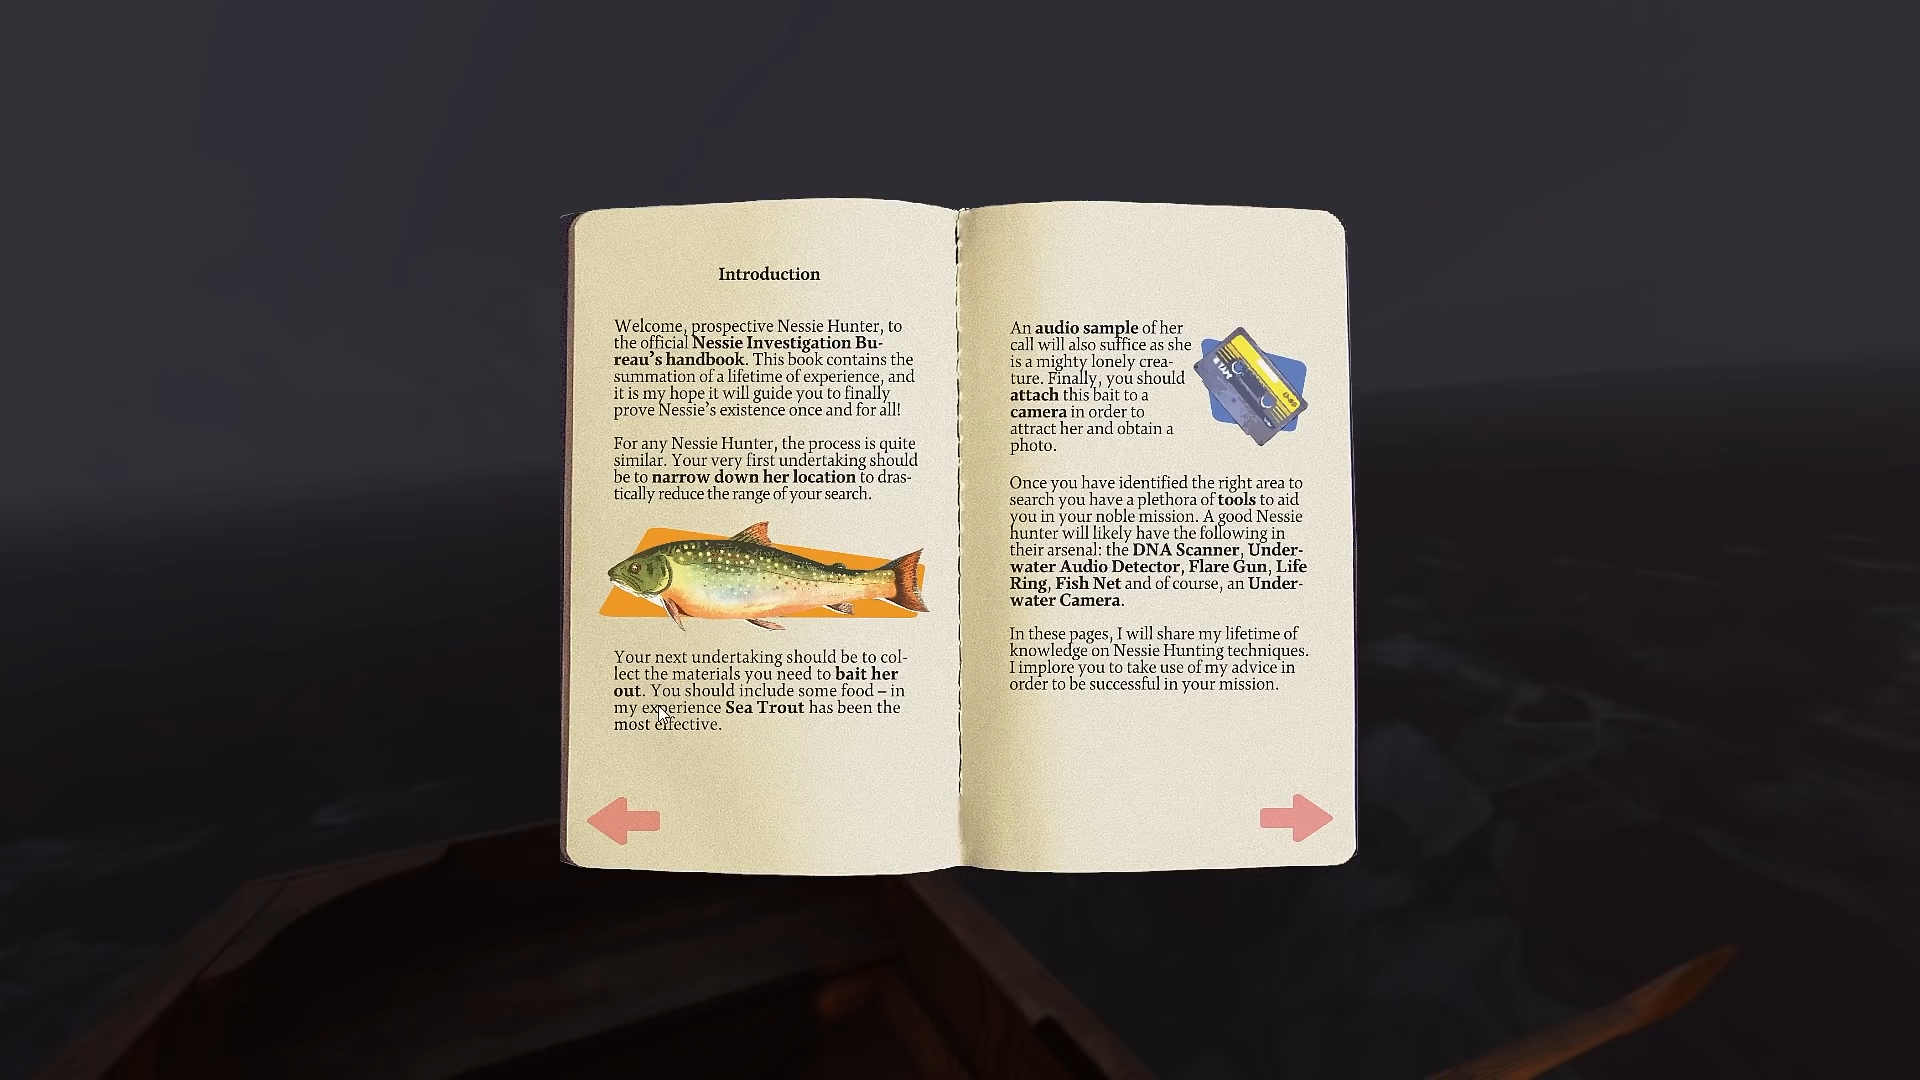 Introduction
Welcome, prospective Nessie Hunter, to
the official Nessie Investigation Bu-
reau's handbook. This book contains the
summation of a lifetime of experience, and
it is my hope it will guide you to finally
prove Nessie's existence once and for all!
For any Nessie Hunter, the process is quite
similar. Your very first undertaking should
be to narrow down her location to dras-
tically reduce the range of your search.
Your next undertaking should be to col-
lect the materials you need to bait her
out. You should include some food – in
my experience Sea Trout has been the
most effective.
An audio sample of her
call will also suffice as she
is a mighty lonely crea-
ture. Finally, you should
attach this bait to a
camera in order to
attract her and obtain a
photo.
Once you have identified the right area to
search you have a plethora of tools to aid
you in your noble mission. A good Nessie
hunter will likely have the following in
their arsenal: the DNA Scanner, Under-
water Audio Detector, Flare Gun, Life
Ring, Fish Net and of course, an Under-
water Camera.
In these pages, I will share my lifetime of
knowledge on Nessie Hunting techniques.
I implore you to take use of my advice in
order to be successful in your mission.